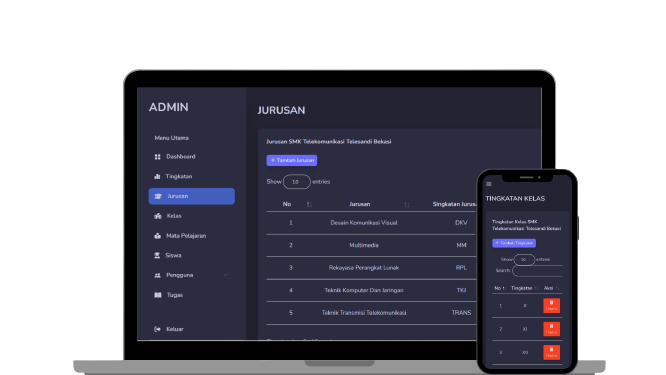 ADMIN
Menu Utama
Dashboard
Tingkatan
Jurusan
Kelas
Mata Pelajaran
Siswa
Pengguna
Tugas
Keluar
JURUSAN
Jurusan SMK Telekomunikasi Telesandi Bekasi
+ Tambah Jurusan
Show 10 entries
No Jurusan Singkatan Jurus
1 Desain Komunikasi Visual DKV
2 Multimedia MM
3 Rekayasa Perangkat Lunak RPL
4 Teknik Komputer Dan Jaringan TKJ
5 Teknik Transmisi Telekomunikasi TRANS
TINGKATAN KELAS
Tingkatan Kelas SMK
Telekomunikasi Telesandi Bekasi
+ Tambah Tingkatan
Show 10 entries
Search:
No Tingkatan Aksi
1 X Hapus
2 XI Hapus
3 XII Hapus